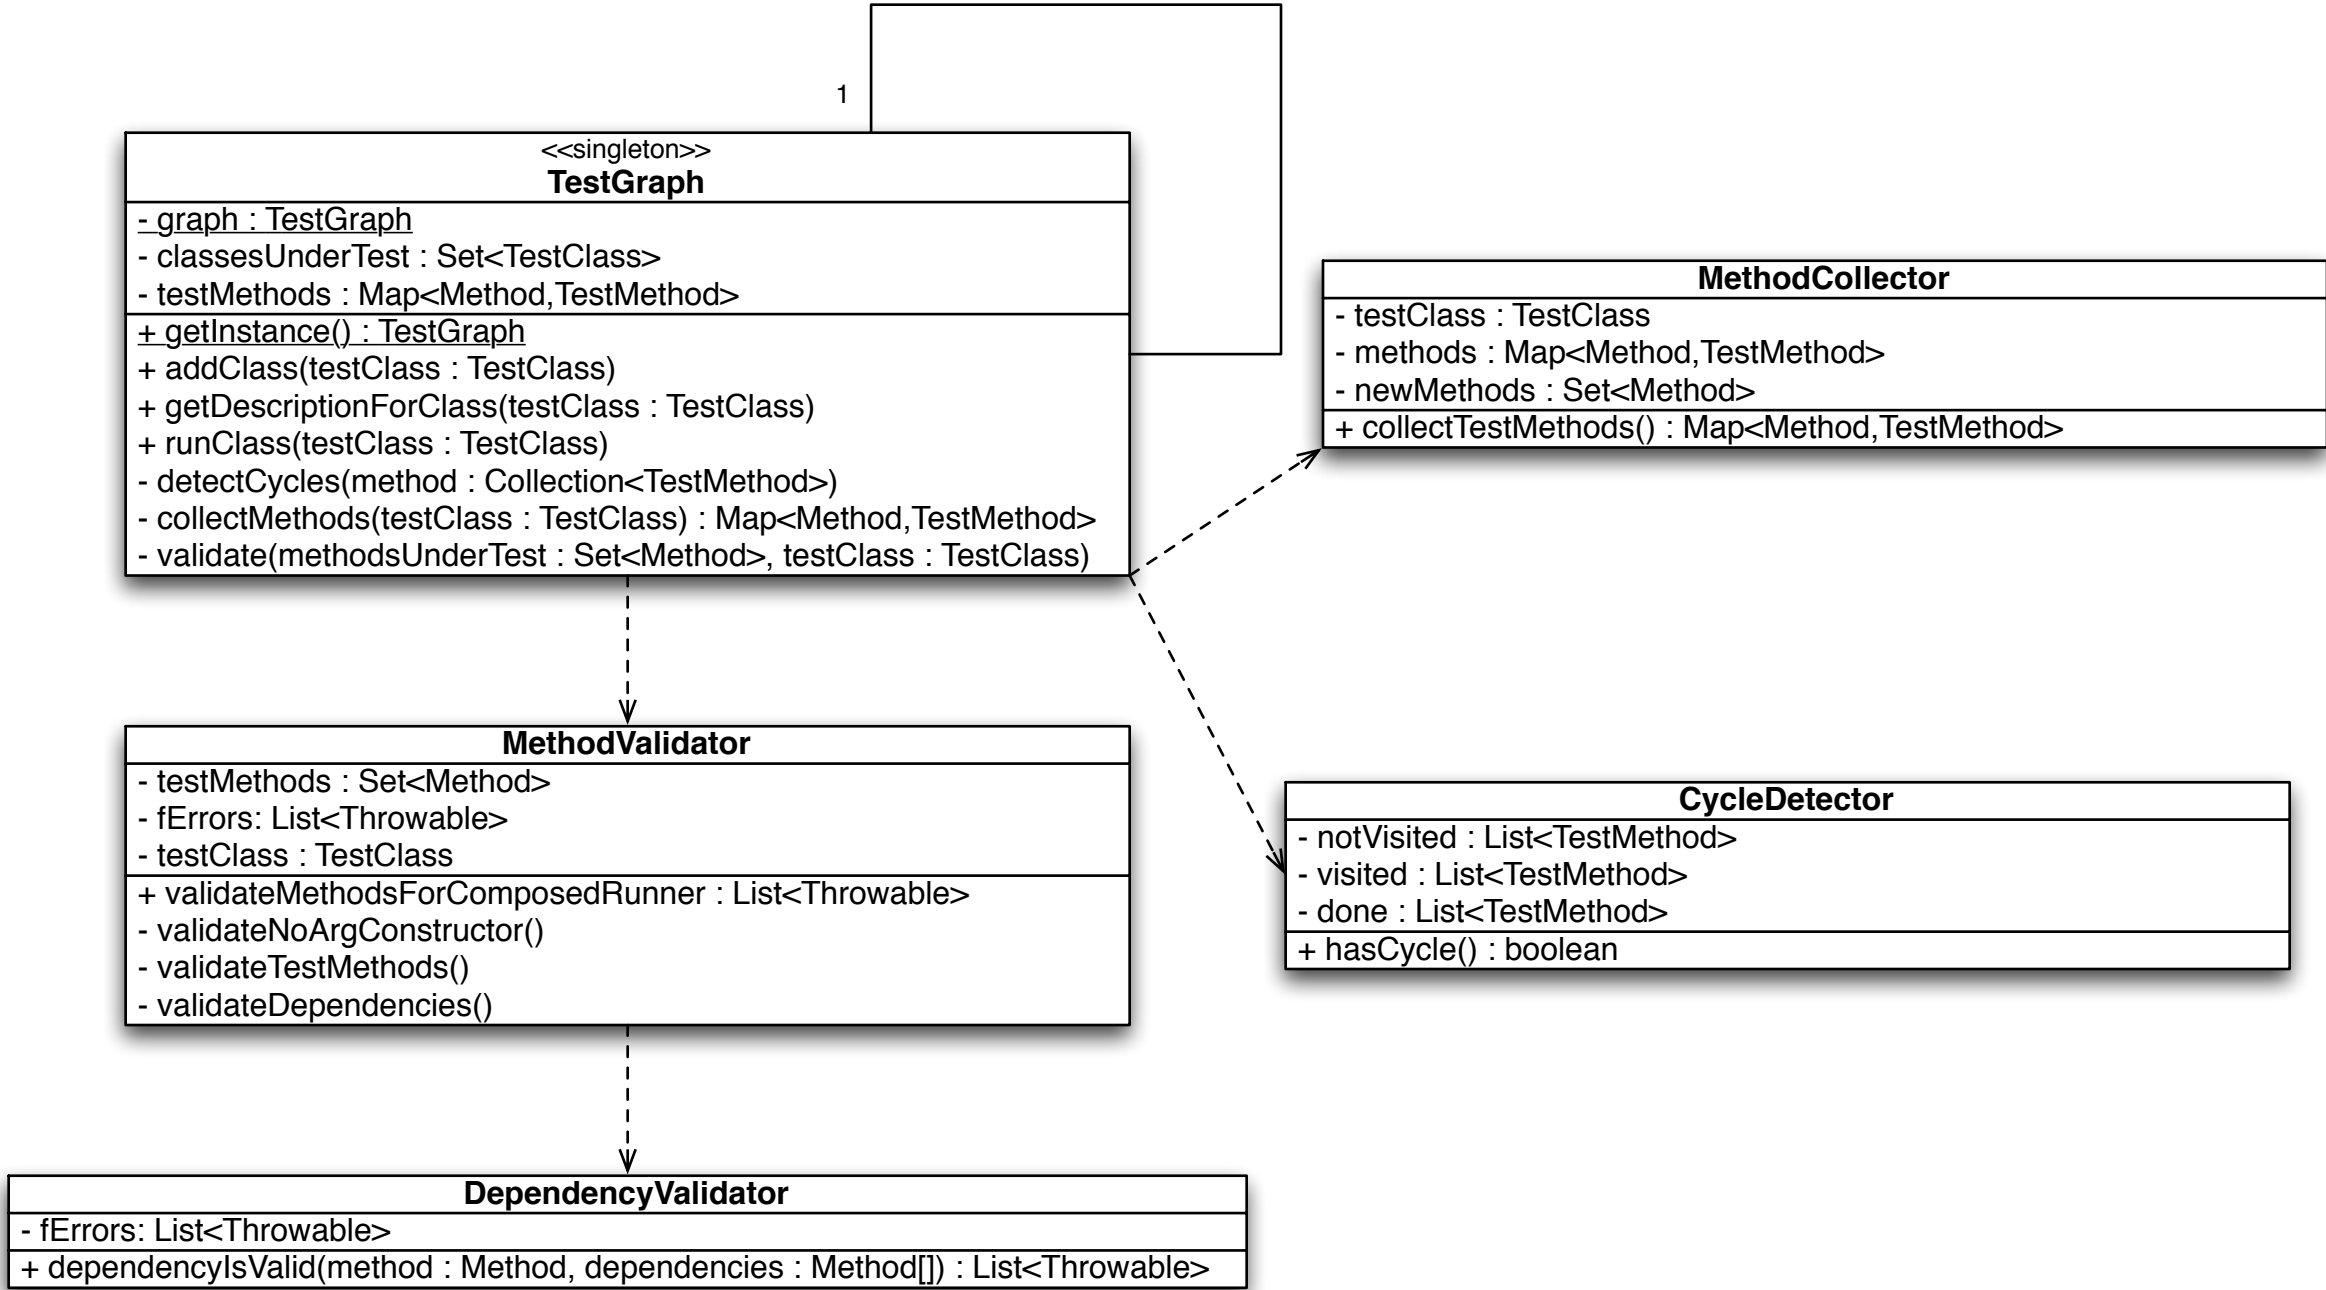 1
<<singleton>>
TestGraph
- graph : TestGraph
- classesUnderTest : Set<TestClass>
- testMethods : Map<Method,TestMethod>
+ getInstance() : TestGraph
+ addClass(testClass : TestClass)
+ getDescriptionForClass(testClass : TestClass)
+ runClass(testClass : TestClass)
- detectCycles(method : Collection<TestMethod>)
- collectMethods(testClass : TestClass) : Map<Method,TestMethod>
- validate(methodsUnderTest : Set<Method>, testClass : TestClass)
MethodCollector
- testClass : TestClass
- methods : Map<Method,TestMethod>
- newMethods : Set<Method>
+ collectTestMethods() : Map<Method,TestMethod>
MethodValidator
- testMethods : Set<Method>
- fErrors: List<Throwable>
- testClass : TestClass
+ validateMethodsForComposedRunner : List<Throwable>
- validateNoArgConstructor()
- validateTestMethods()
- validateDependencies()
CycleDetector
- notVisited : List<TestMethod>
- visited : List<TestMethod>
- done : List<TestMethod>
+ hasCycle() : boolean
DependencyValidator
- fErrors: List<Throwable>
+ dependencyIsValid(method : Method, dependencies : Method[]) : List<Throwable>